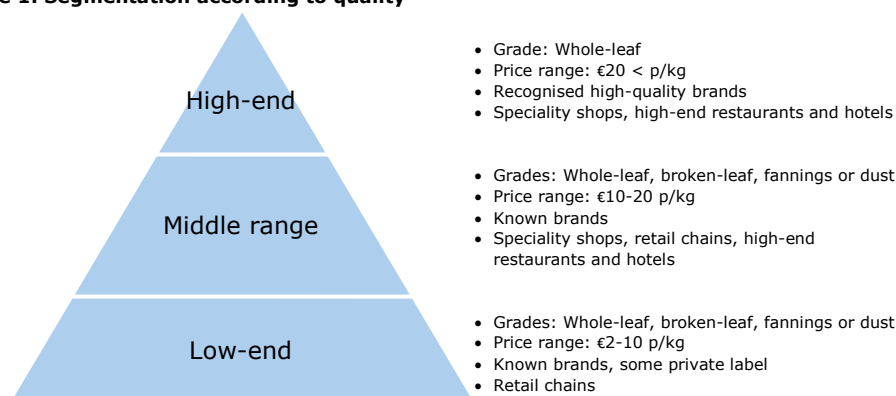 e 1: Segmentation according to quality
High-end
• Grade: Whole-leaf
• Price range: €20 < p/kg
• Recognised high-quality brands
• Speciality shops, high-end restaurants and hotels
Middle range
• Grades: Whole-leaf, broken-leaf, fannings or dust
• Price range: €10-20 p/kg
• Known brands
• Speciality shops, retail chains, high-end
restaurants and hotels
Low-end
• Grades: Whole-leaf, broken-leaf, fannings or dust
• Price range: €2-10 p/kg
• Known brands, some private label
• Retail chains